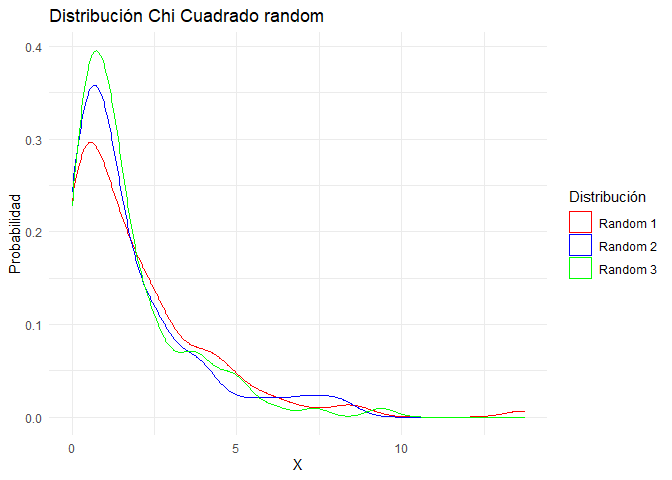 Distribución Chi Cuadrado random
0.4
0.3
0.2
0.1
0.0
Probabilidad
0
5
10
X
Distribución
Random 1
Random 2
Random 3